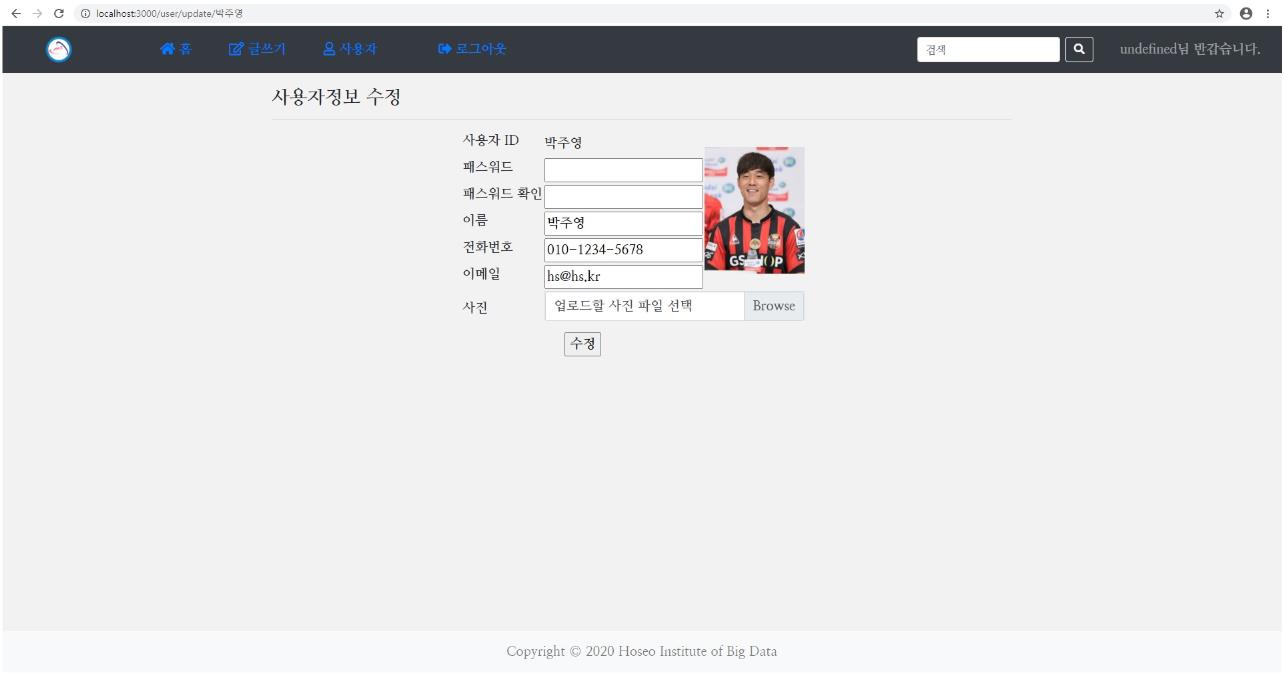 localhost:3000/user/update/박주영
홈 글쓰기 사용자 로그아웃 검색 undefined님 반갑습니다.
사용자정보 수정
사용자 ID 박주영
패스워드
패스워드 확인
이름 박주영
전화번호 010-1234-5678
이메일 hs@hs.kr
사진 업로드할 사진 파일 선택 Browse
수정
GS SHOP
Copyright © 2020 Hoseo Institute of Big Data